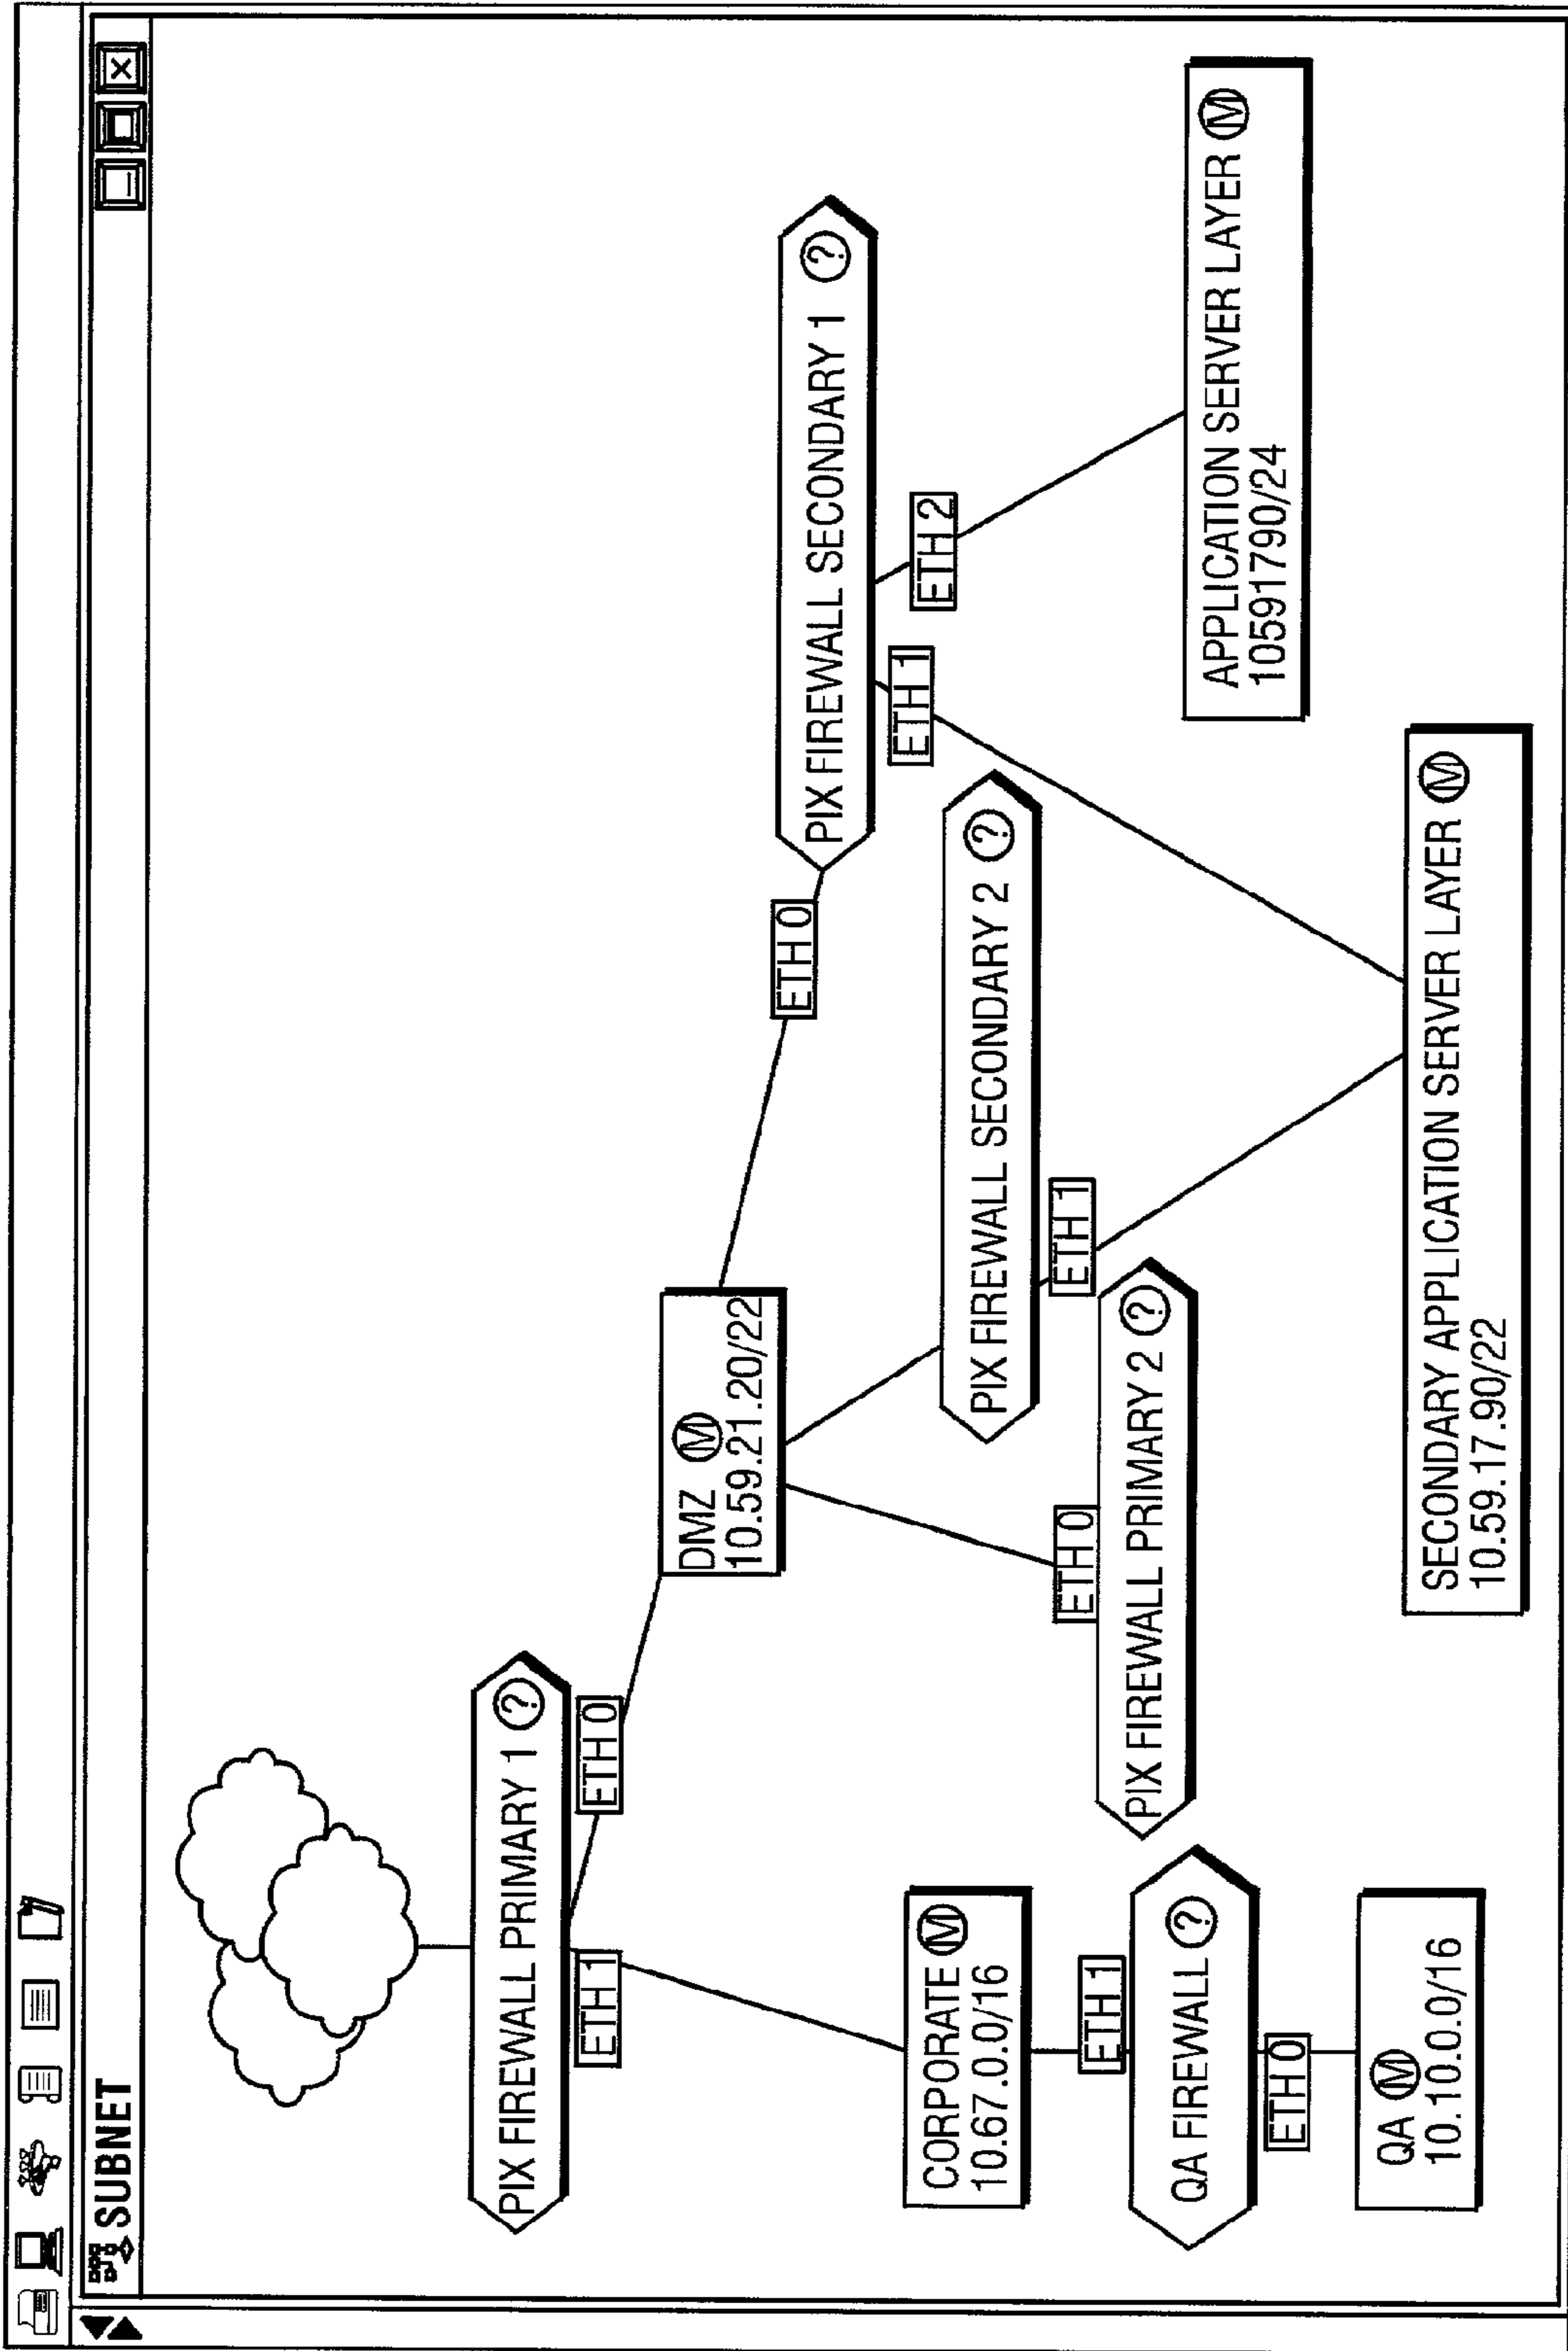 SUBNET
PIX FIREWALL PRIMARY 1 ?
ETH 1
ETH 0
DMZ M
10.59.21.20/22
ETH 0
PIX FIREWALL SECONDARY 1 ?
ETH 1
ETH 2
CORPORATE M
10.67.0.0/16
PIX FIREWALL SECONDARY 2 ?
ETH 1
ETH 0
PIX FIREWALL PRIMARY 2 ?
ETH 1
QA FIREWALL ?
ETH 0
QA M
10.10.0.0/16
APPLICATION SERVER LAYER M
10591790/24
SECONDARY APPLICATION SERVER LAYER M
10.59.17.90/22